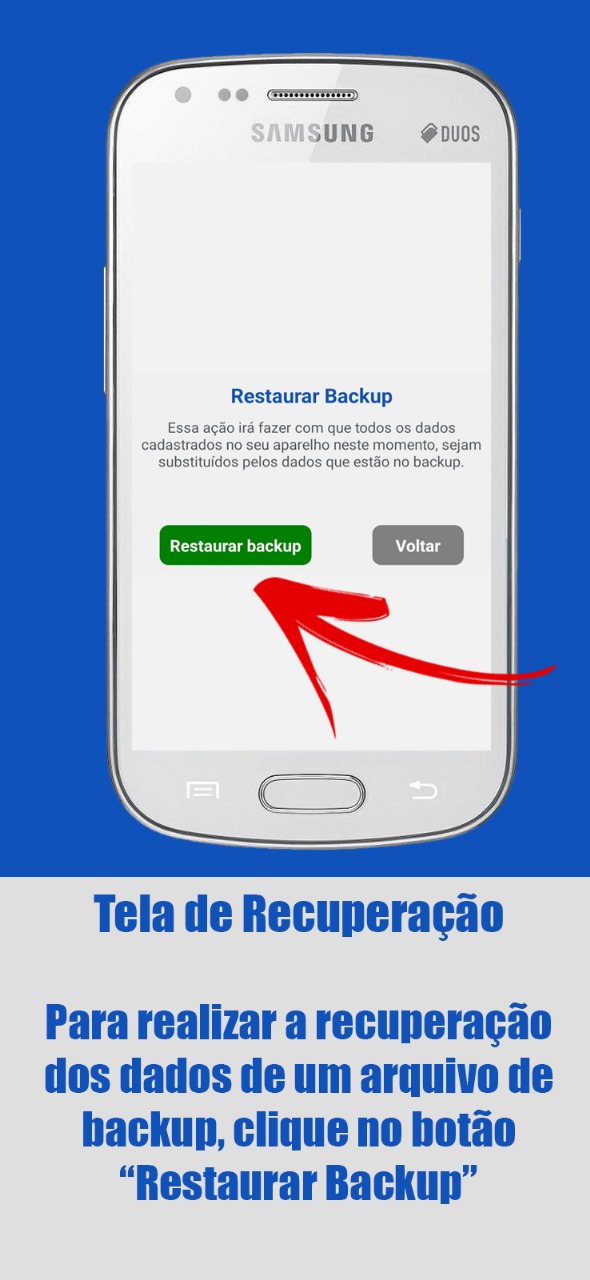 SAMSUNG DUOS
Restaurar Backup
Essa ação irá fazer com que todos os dados
cadastrados no seu aparelho neste momento, sejam
substituídos pelos dados que estão no backup.
Restaurar backup Voltar
Tela de Recuperação
Para realizar a recuperação
dos dados de um arquivo de
backup, clique no botão
“Restaurar Backup”